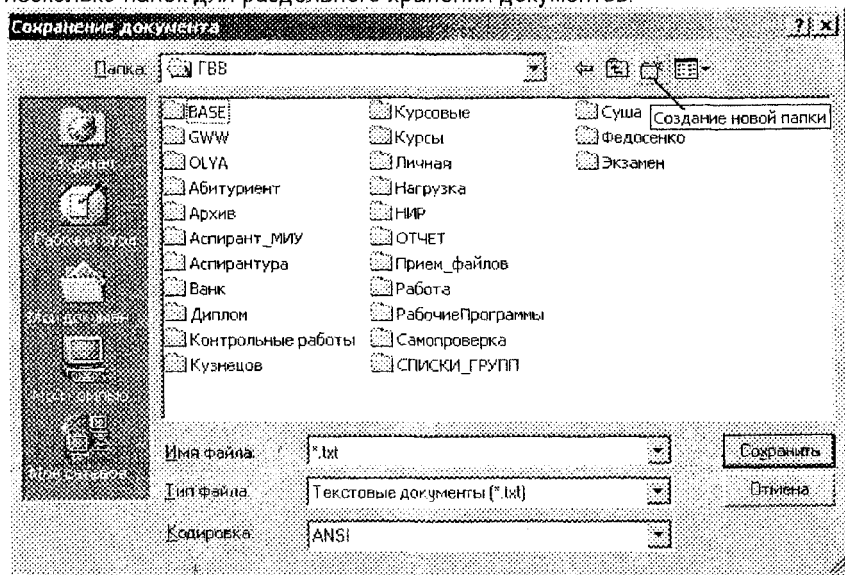 Сохранение документа
Папка: ГВВ
BASE Курсовые Суша Создание новой папки
GWW Курсы Федосенко
OLYA Личная Экзамен
Абитуриент Нагрузка
Архив НИР
Аспирант_МИУ ОТЧЕТ
Аспирантура Прием_файлов
Банк Работа
Диплом РабочиеПрограммы
Контрольные работы Самопроверка
Кузнецов СПИСКИ_ГРУПП
Имя файла: *.txt Сохранить
Тип файла: Текстовые документы (*.txt) Отмена
Кодировка: ANSI